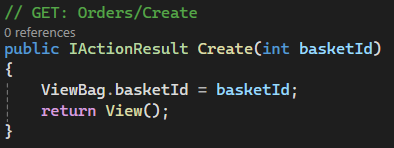 // GET: Orders/Create
0 references
public IActionResult Create(int basketId)
{
ViewBag.basketId = basketId;
return View();
}